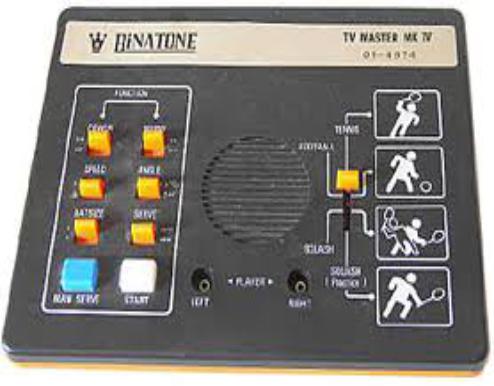 BINATONE
TV MASTER MK IV
01-4974
FUNCTION
SPEED
ANGLE
BATSIZE
SERVE
MAN SERVE
START
TENNIS
FOOTBALL
SQUASH
SQUASH
(PRACTICE)
◄ PLAYER ►
LEFT
RIGHT